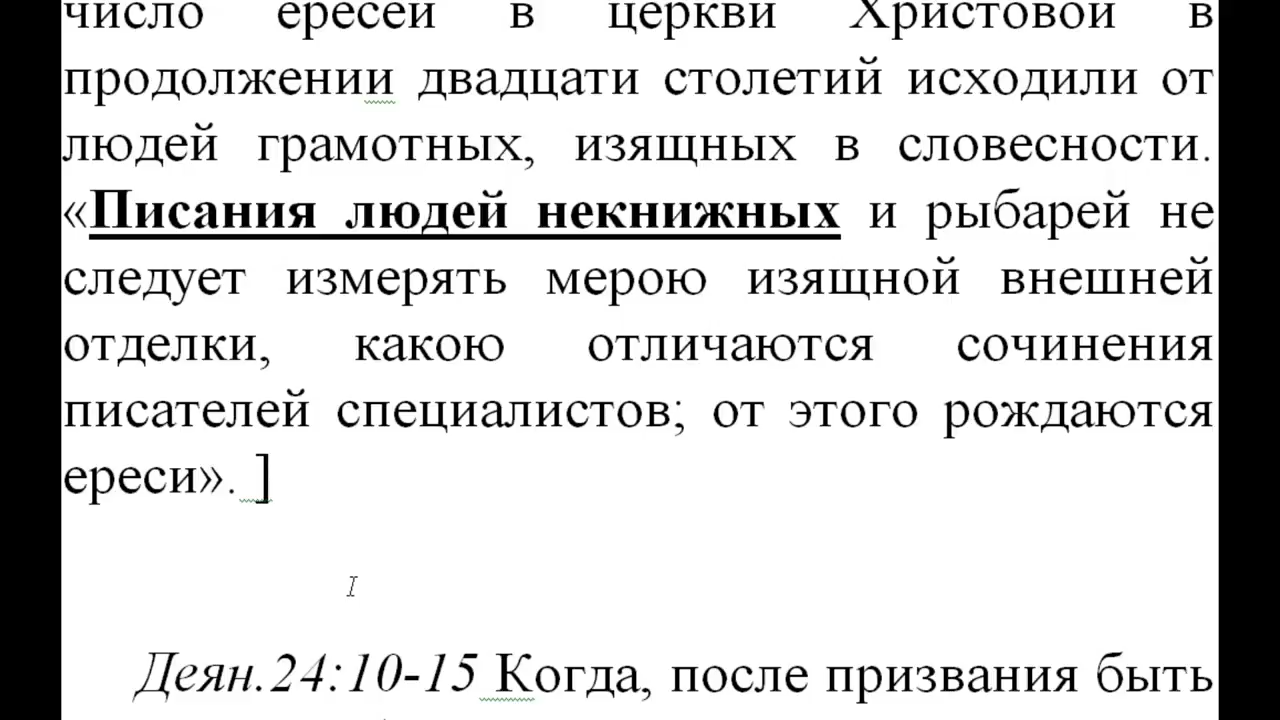 число ересей в церкви Христовой в
продолжении двадцати столетий исходили от
людей грамотных, изящных в словесности.
«Писания людей некнижных и рыбарей не
следует измерять мерою изящной внешней
отделки, какою отличаются сочинения
писателей специалистов; от этого рождаются
ереси». ]
Деян.24:10-15 Когда, после призвания быть